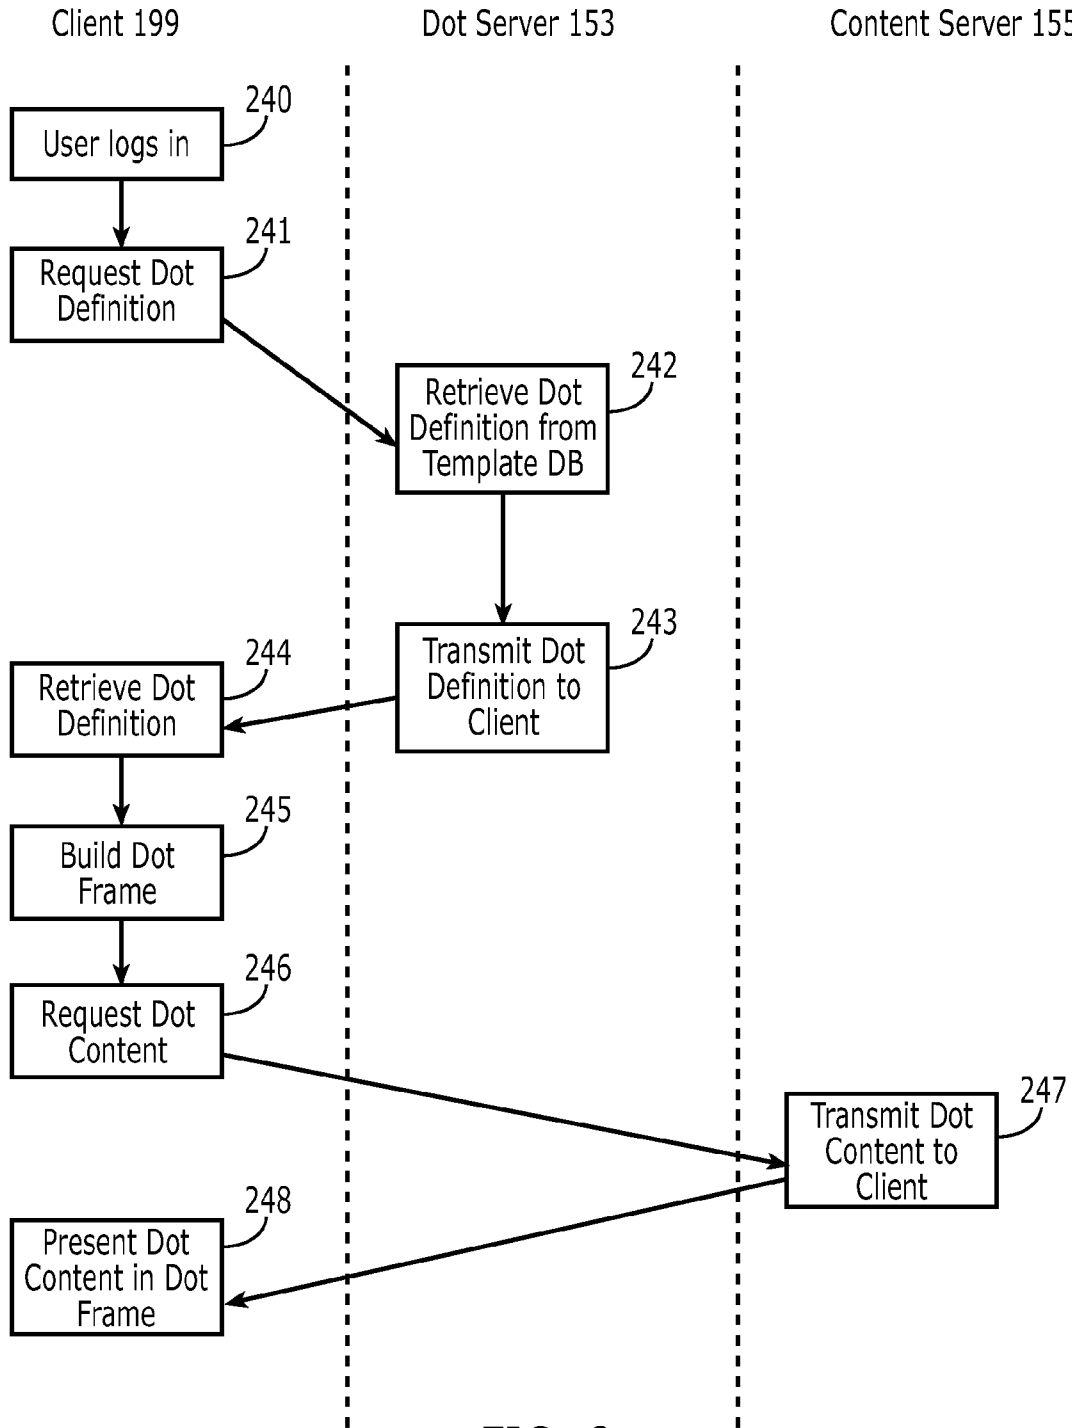 Client 199
Dot Server 153
Content Server 155
240
User logs in
241
Request Dot
Definition
242
Retrieve Dot
Definition from
Template DB
243
Transmit Dot
Definition to
Client
244
Retrieve Dot
Definition
245
Build Dot
Frame
246
Request Dot
Content
247
Transmit Dot
Content to
Client
248
Present Dot
Content in Dot
Frame